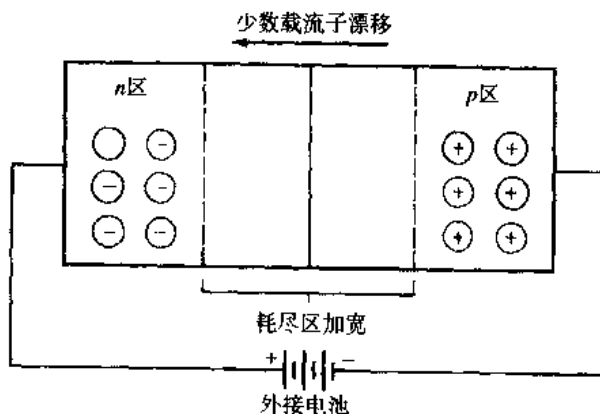 少数载流子漂移
n区
p区
− − − − −
+ + + + + +
耗尽区加宽
+ −
外接电池